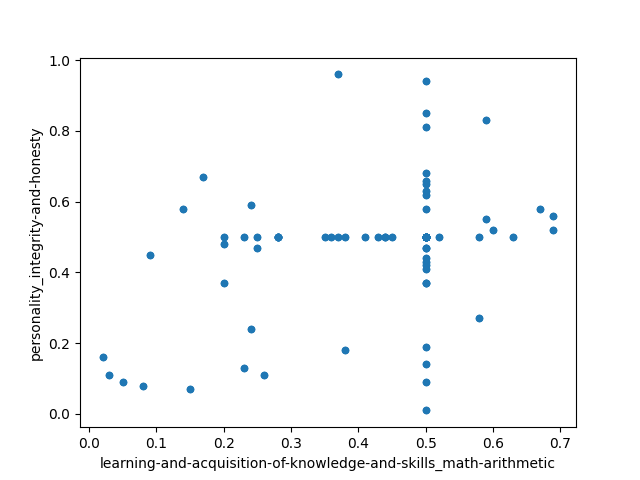 1.0
0.8
0.6
0.4
0.2
0.0
personality_integrity-and-honesty
0.0 0.1 0.2 0.3 0.4 0.5 0.6 0.7
learning-and-acquisition-of-knowledge-and-skills_math-arithmetic